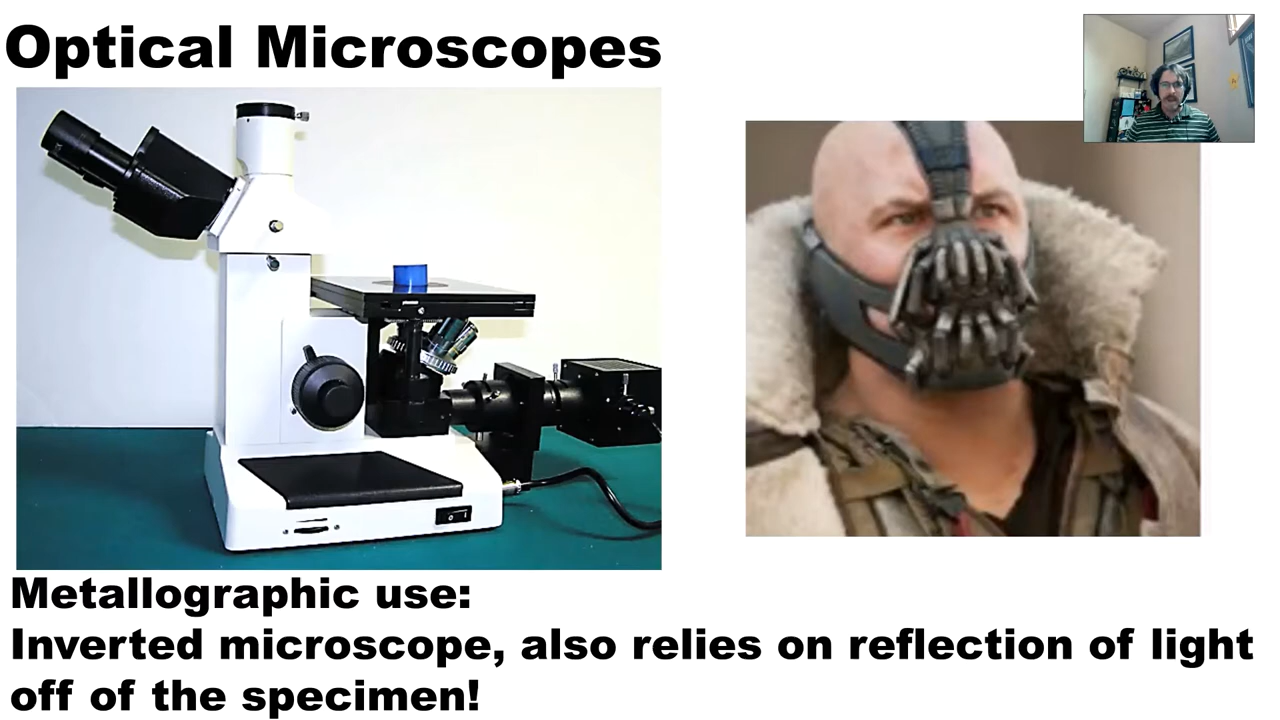 Optical Microscopes
Metallographic use:
Inverted microscope, also relies on reflection of light
off of the specimen!